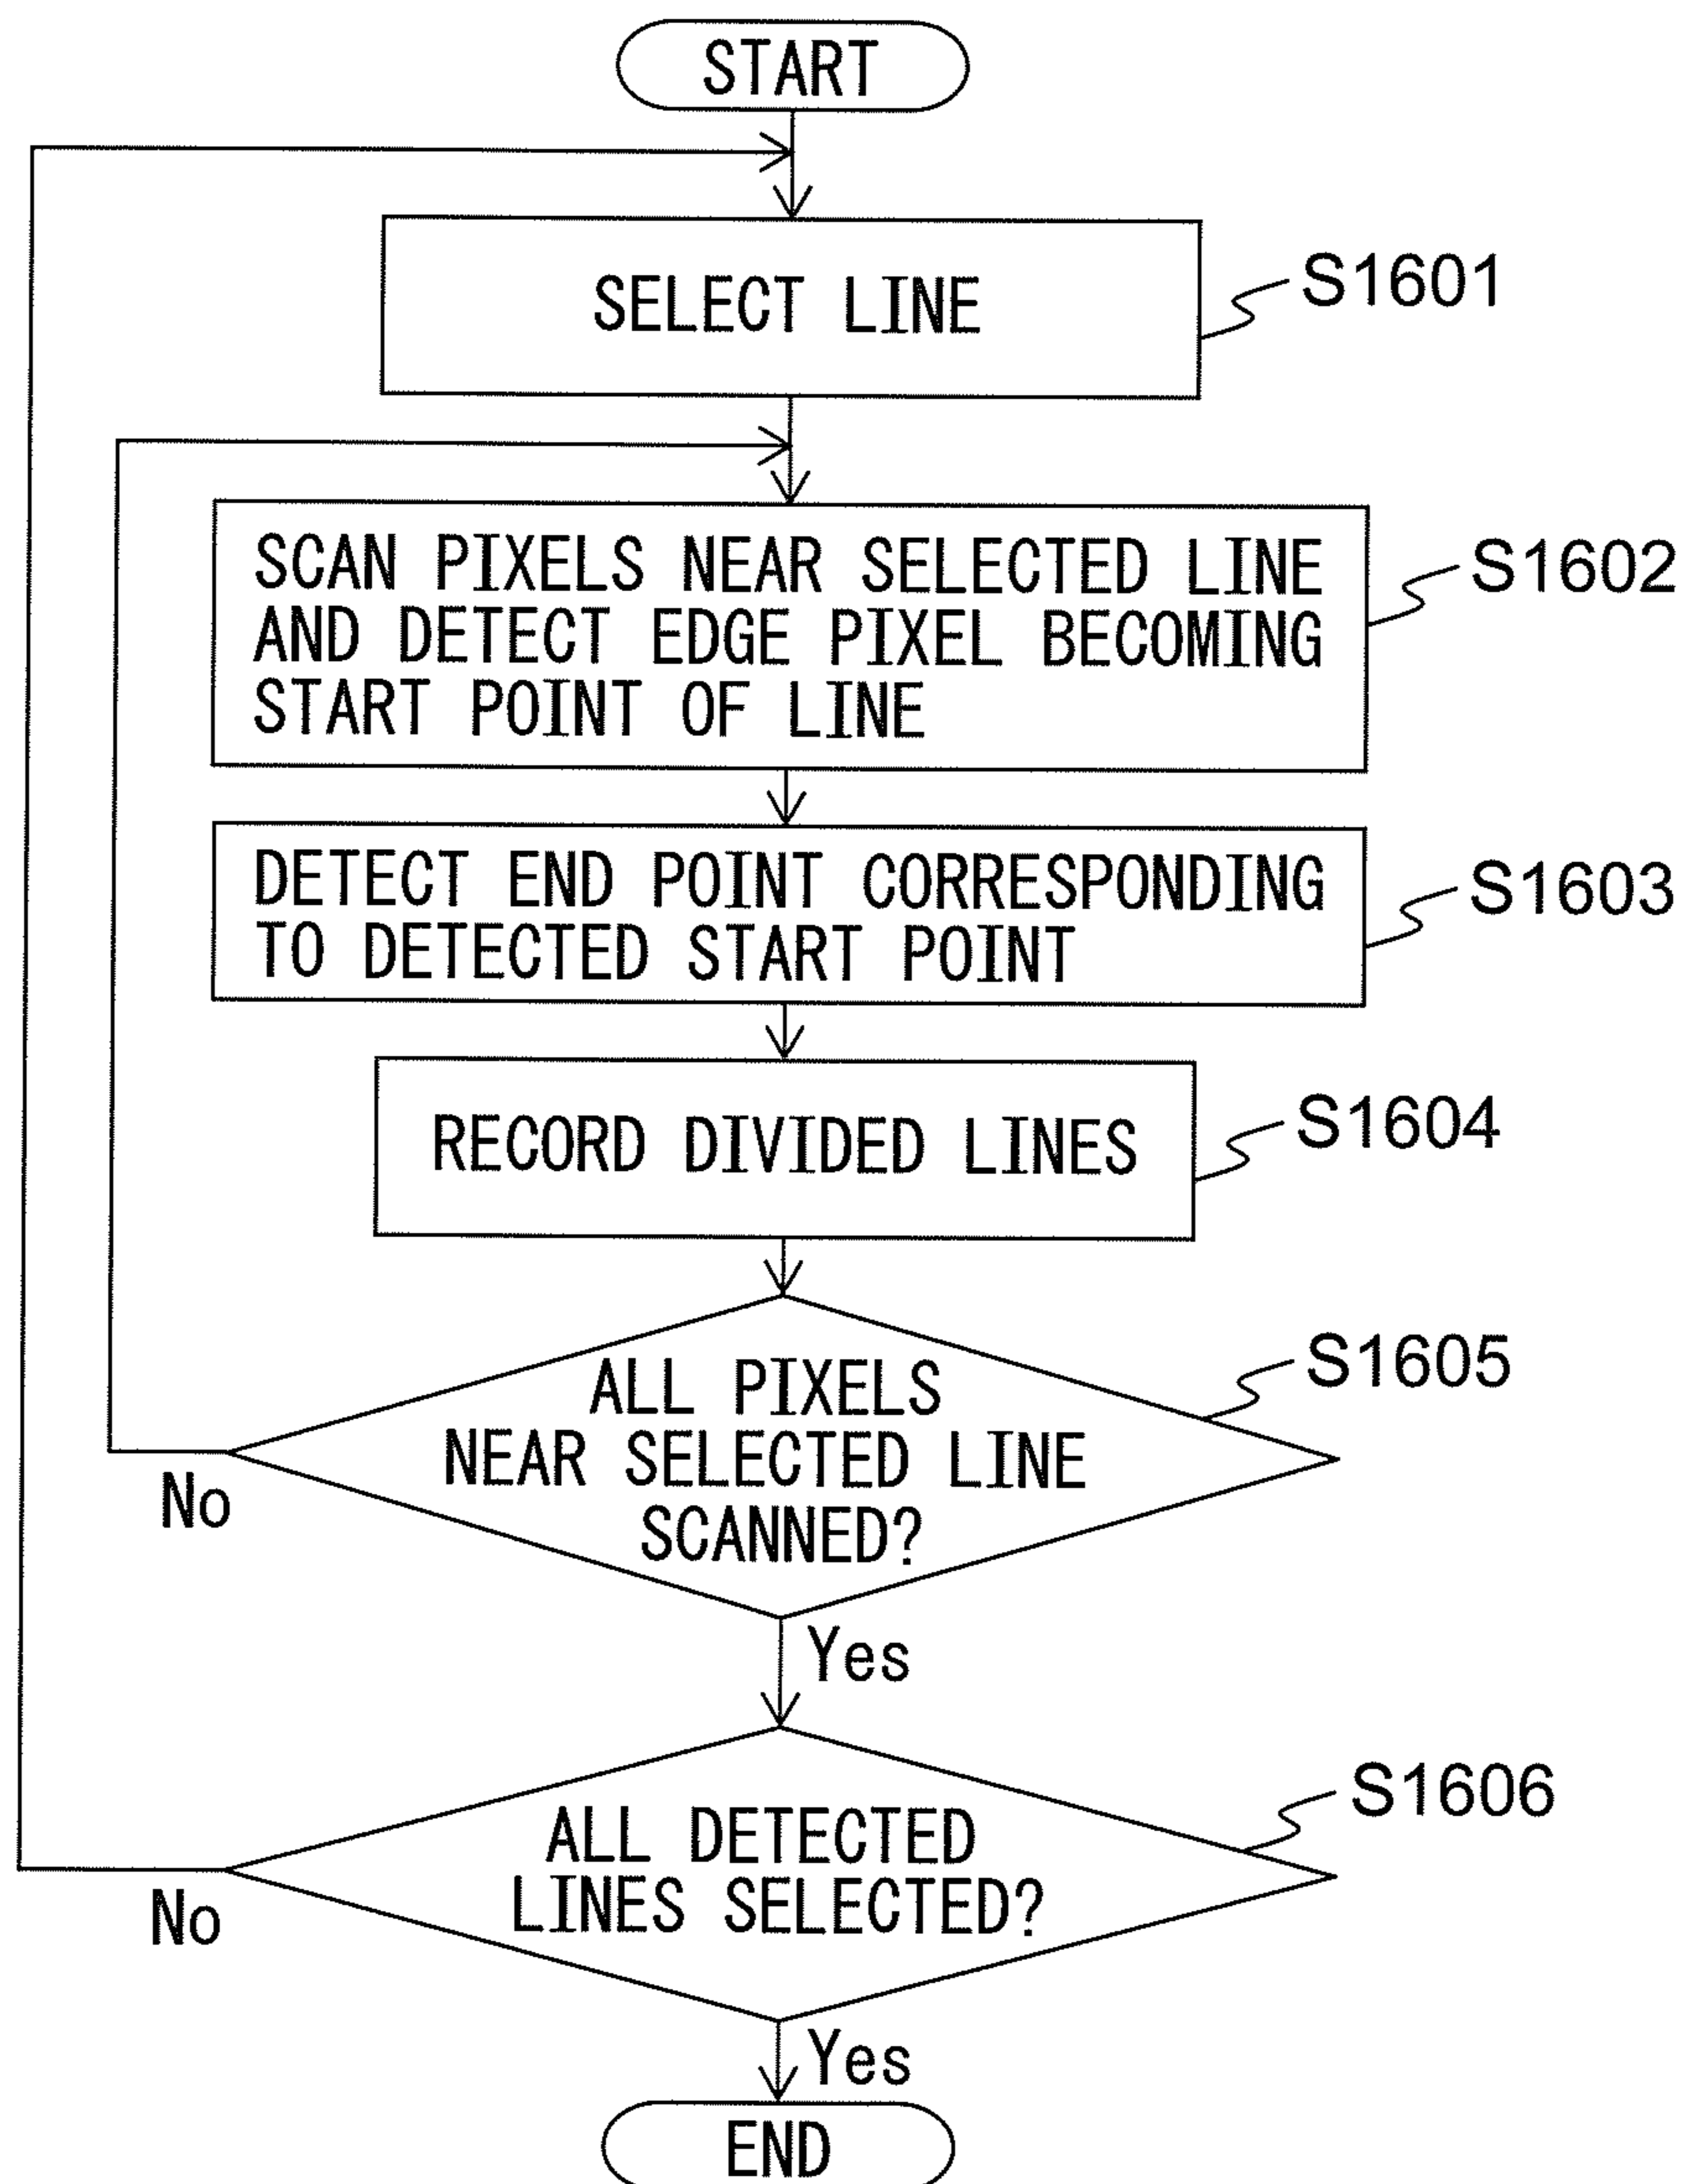 START
SELECT LINE
S1601
SCAN PIXELS NEAR SELECTED LINE
AND DETECT EDGE PIXEL BECOMING
START POINT OF LINE
S1602
DETECT END POINT CORRESPONDING
TO DETECTED START POINT
S1603
RECORD DIVIDED LINES
S1604
ALL PIXELS
NEAR SELECTED LINE
SCANNED?
S1605
No
Yes
ALL DETECTED
LINES SELECTED?
S1606
No
Yes
END